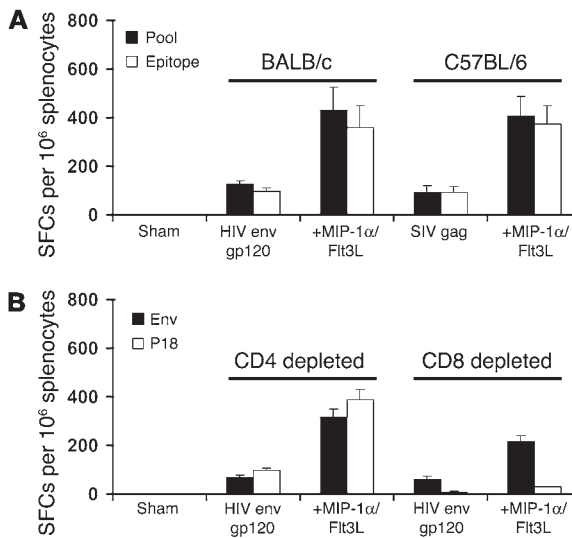 A
SFCs per 10⁶ splenocytes
800
600
400
200
0
Pool
Epitope
BALB/c
C57BL/6
Sham
HIV env gp120
+MIP-1α/Flt3L
SIV gag
+MIP-1α/Flt3L
B
SFCs per 10⁶ splenocytes
800
600
400
200
0
Env
P18
CD4 depleted
CD8 depleted
Sham
HIV env gp120
+MIP-1α/Flt3L
HIV env gp120
+MIP-1α/Flt3L